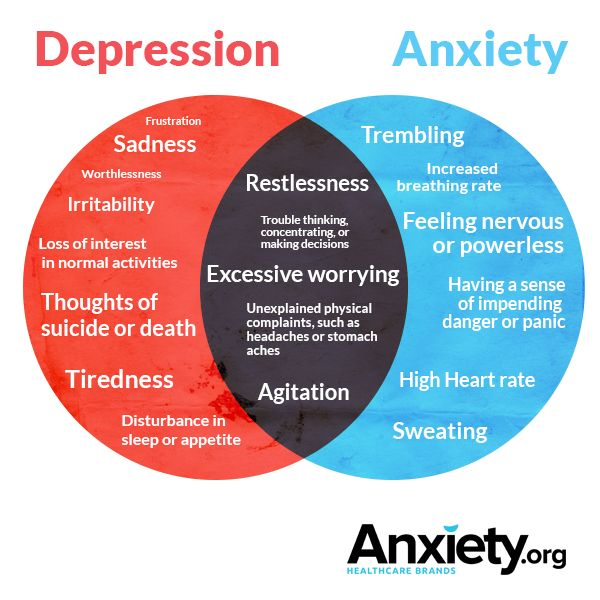 Depression
Anxiety
Frustration
Sadness
Worthlessness
Irritability
Loss of interest
in normal activities
Thoughts of
suicide or death
Tiredness
Disturbance in
sleep or appetite
Restlessness
Trouble thinking,
concentrating, or
making decisions
Excessive worrying
Unexplained physical
complaints, such as
headaches or stomach
aches
Agitation
Trembling
Increased
breathing rate
Feeling nervous
or powerless
Having a sense
of impending
danger or panic
High Heart rate
Sweating
Anxiety.org
HEALTHCARE BRANDS